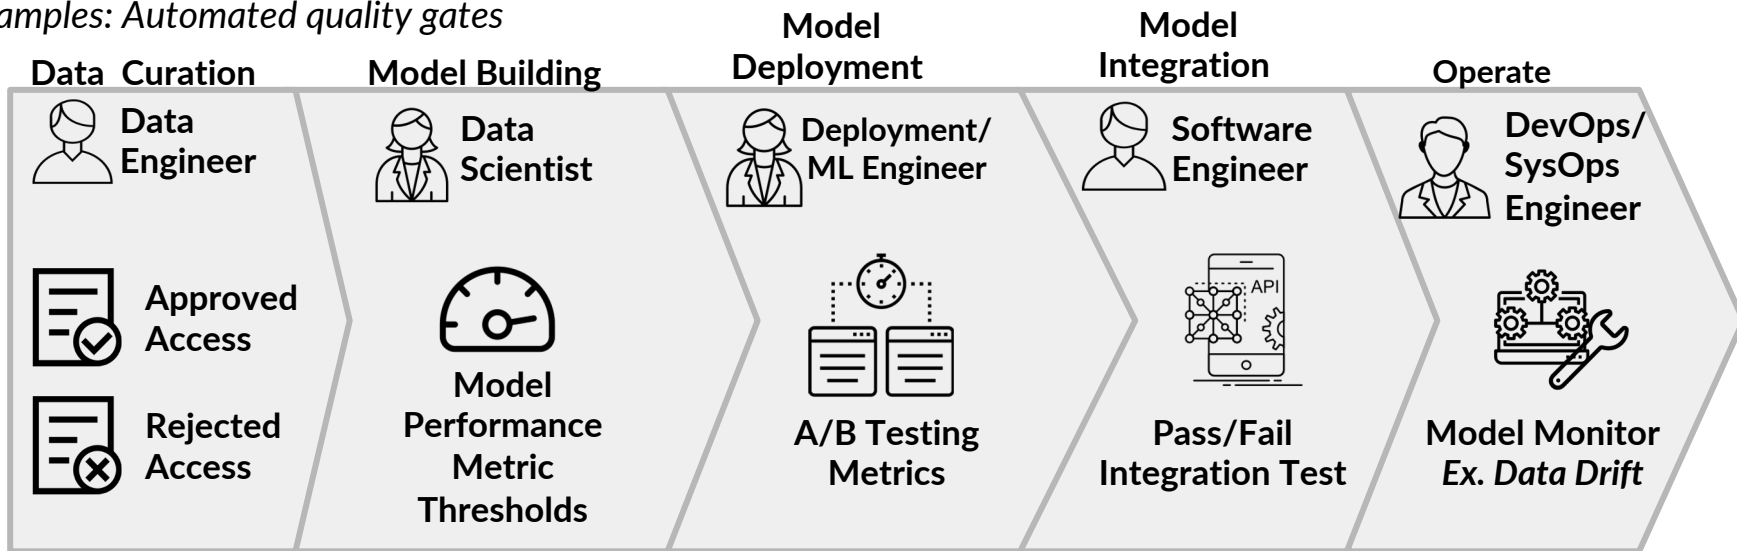 amples: Automated quality gates
Data Curation
Data
Engineer
Approved
Access
Rejected
Access
Model Building
Data
Scientist
Model
Performance
Metric
Thresholds
Model
Deployment
Deployment/
ML Engineer
A/B Testing
Metrics
Model
Integration
Software
Engineer
API
Pass/Fail
Integration Test
Operate
DevOps/
SysOps
Engineer
Model Monitor
Ex. Data Drift